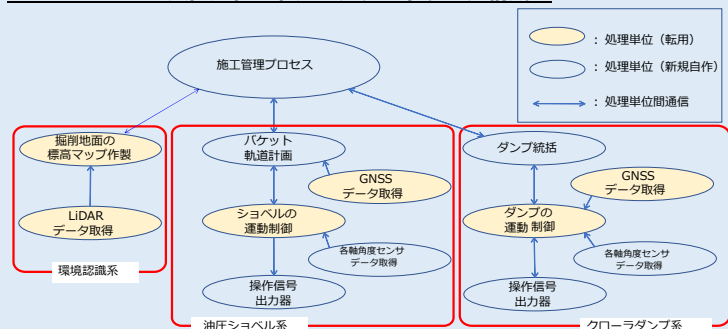 ： 処理単位（転用）
： 処理単位（新規自作）
： 処理単位間通信
施工管理プロセス
掘削地面の
標高マップ作製
LiDAR
データ取得
環境認識系
バケット
軌道計画
GNSS
データ取得
ショベルの
運動制御
各軸角度センサ
データ取得
操作信号
出力器
油圧ショベル系
ダンプ統括
GNSS
データ取得
ダンプの
運動 制御
各軸角度センサ
データ取得
操作信号
出力器
クローラダンプ系